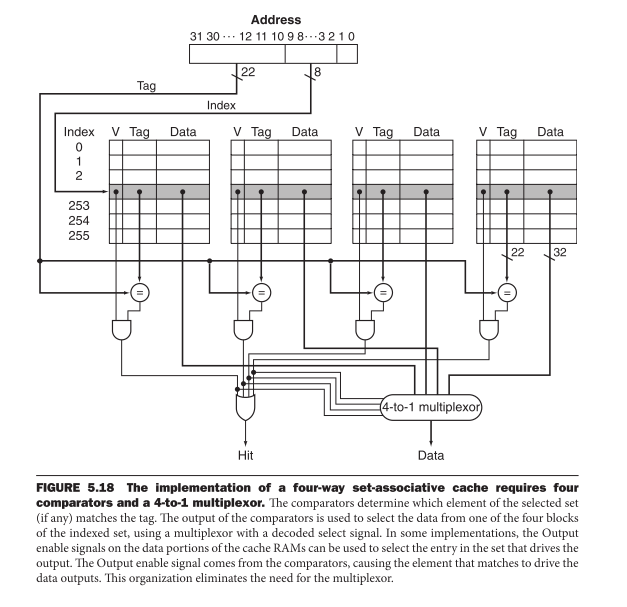 Address
31 30 ··· 12 11 10 9 8···3 2 1 0
22
8
Tag
Index
Index V Tag Data V Tag Data V Tag Data V Tag Data
0
1
2
253
254
255
22 32
= = = =
4-to-1 multiplexor
Hit Data
FIGURE 5.18 The implementation of a four-way set-associative cache requires four
comparators and a 4-to-1 multiplexor. The comparators determine which element of the selected set
(if any) matches the tag. The output of the comparators is used to select the data from one of the four blocks
of the indexed set, using a multiplexor with a decoded select signal. In some implementations, the Output
enable signals on the data portions of the cache RAMs can be used to select the entry in the set that drives the
output. The Output enable signal comes from the comparators, causing the element that matches to drive the
data outputs. This organization eliminates the need for the multiplexor.